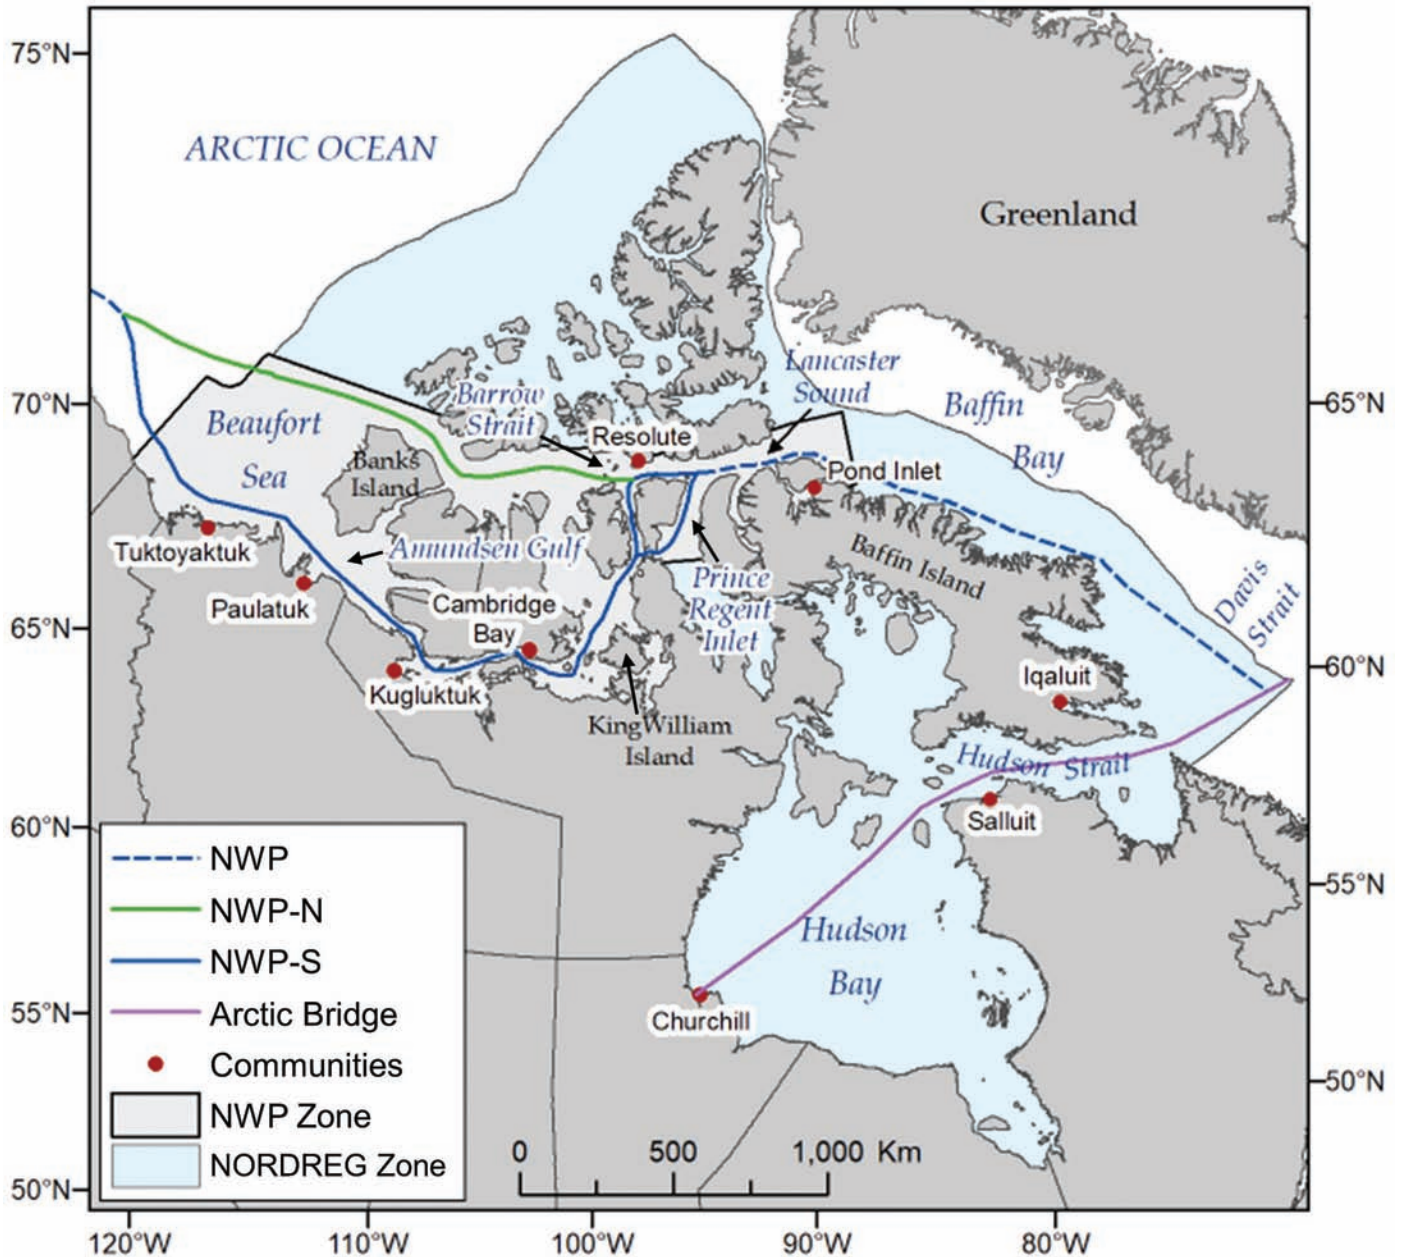 75°N
ARCTIC OCEAN
Greenland
Lancaster
Sound
70°N
65°N
Beaufort
Sea
Barrow
Strait
Resolute
Baffin
Bay
Banks
Island
Pond Inlet
Tuktoyaktuk
Amundsen Gulf
Baffin Island
Prince
Regent
Inlet
Davis
Strait
Paulatuk
Cambridge
Bay
65°N
60°N
Kugluktuk
Iqaluit
King William
Island
Hudson Strait
Salluit
60°N
NWP
NWP-N
NWP-S
Arctic Bridge
Communities
NWP Zone
NORDREG Zone
55°N
Hudson
Bay
Churchill
55°N
50°N
0 500 1,000 Km
50°N
120°W 110°W 100°W 90°W 80°W